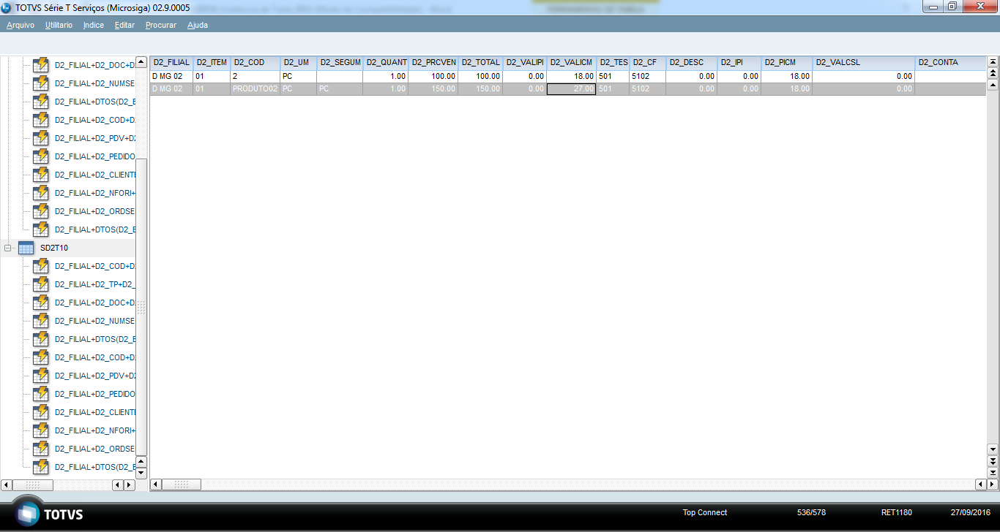 TOTVS Série T Serviços (Microsiga) 02.9.0005
Arquivo Utilitario Indice Editar Procurar Ajuda
D2_FILIAL+D2_DOC+D
D2_FILIAL+D2_NUMSE
D2_FILIAL+DTOS(D2_E
D2_FILIAL+D2_COD+D
D2_FILIAL+D2_PDV+D2
D2_FILIAL+D2_PEDIDO
D2_FILIAL+D2_CLIENTE
D2_FILIAL+D2_NFORI+
D2_FILIAL+D2_ORDSE
D2_FILIAL+DTOS(D2_E
SD2T10
D2_FILIAL+D2_COD+D
D2_FILIAL+D2_TP+D2_
D2_FILIAL+D2_DOC+D
D2_FILIAL+D2_NUMSE
D2_FILIAL+DTOS(D2_E
D2_FILIAL+D2_COD+D
D2_FILIAL+D2_PDV+D2
D2_FILIAL+D2_PEDIDO
D2_FILIAL+D2_CLIENTE
D2_FILIAL+D2_NFORI+
D2_FILIAL+D2_ORDSE
D2_FILIAL+DTOS(D2_E
D2_FILIAL D2_ITEM D2_COD D2_UM D2_SEGUM D2_QUANT D2_PRCVEN D2_TOTAL D2_VALIPI D2_VALICM D2_TES D2_CF D2_DESC D2_IPI D2_PICM D2_VALCSL D2_CONTA
D MG 02 01 2 PC 1.00 100.00 100.00 0.00 18.00 501 5102 0.00 0.00 18.00 0.00
D MG 02 01 PRODUTO02 PC PC 1.00 150.00 150.00 0.00 27.00 501 5102 0.00 0.00 18.00 0.00
TOTVS
Top Connect 536/578 RET1180 27/09/2016